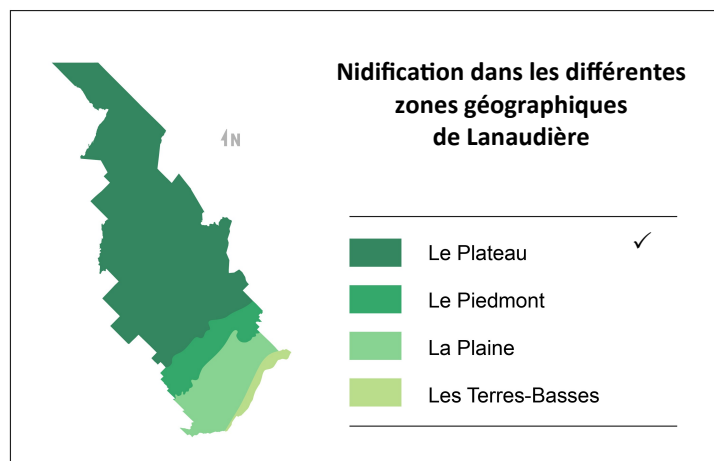 Nidification dans les différentes
zones géographiques
de Lanaudière
N
Le Plateau ✓
Le Piedmont
La Plaine
Les Terres-Basses